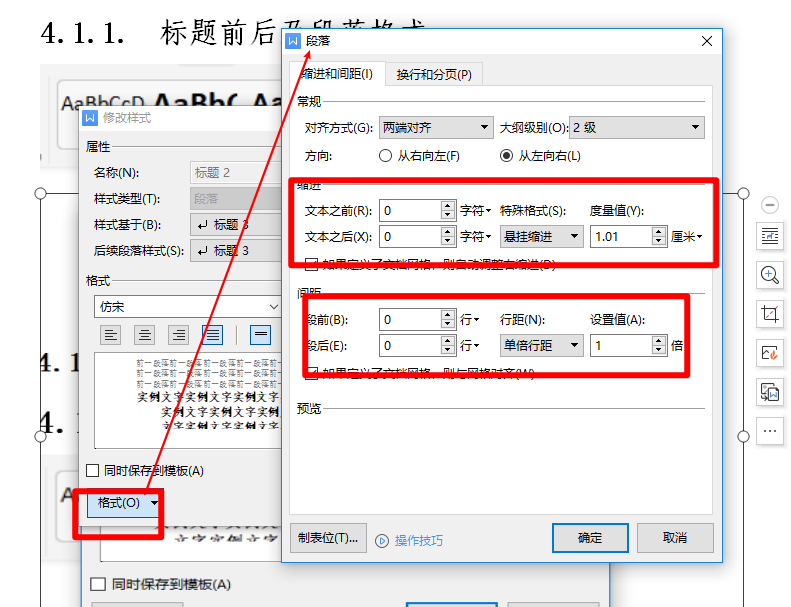 4.1.1. 标题前后及段落格式
AaBbCcD AaBb( Aa
修改样式
属性
名称(N): 标题 2
样式类型(T): 段落
样式基于(B): 标题 3
后续段落样式(S): 标题 3
格式
仿宋
前一段落前一段落前一段落前一段落前
前一段落前一段落前一段落前一段落前
前一段落前一段落前一段落前一段落前
实例文字实例文字实例文字
实例文字实例文字实例
文字实例文字实例文字
同时保存到模板(A)
格式(O)
4.1
4.
A
文字实例文字实例
同时保存到模板(A)
段落
缩进和间距(I) 换行和分页(P)
常规
对齐方式(G): 两端对齐 大纲级别(O): 2 级
方向: 从右向左(F) 从左向右(L)
缩进
文本之前(R): 0 字符 特殊格式(S): 度量值(Y):
文本之后(X): 0 字符 悬挂缩进 1.01 厘米
如果定义了文档网格，则自动调整右缩进(D)
间距
段前(B): 0 行 行距(N): 设置值(A):
段后(E): 0 行 单倍行距 1 倍
如果定义了文档网格，则与网格对齐(W)
预览
制表位(T)... 操作技巧 确定 取消